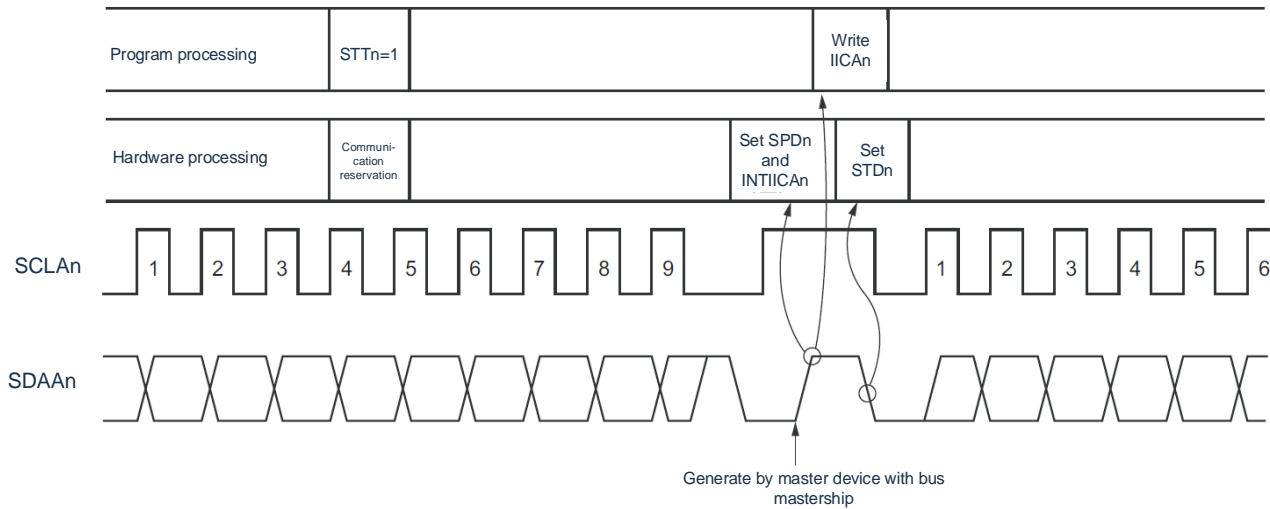 Program processing
STTn=1
Write
IICAn
Hardware processing
Communi-
cation
reservation
Set SPDn
and
INTIICAn
Set
STDn
SCLAn
1 2 3 4 5 6 7 8 9 1 2 3 4 5 6
SDAAn
Generate by master device with bus
mastership